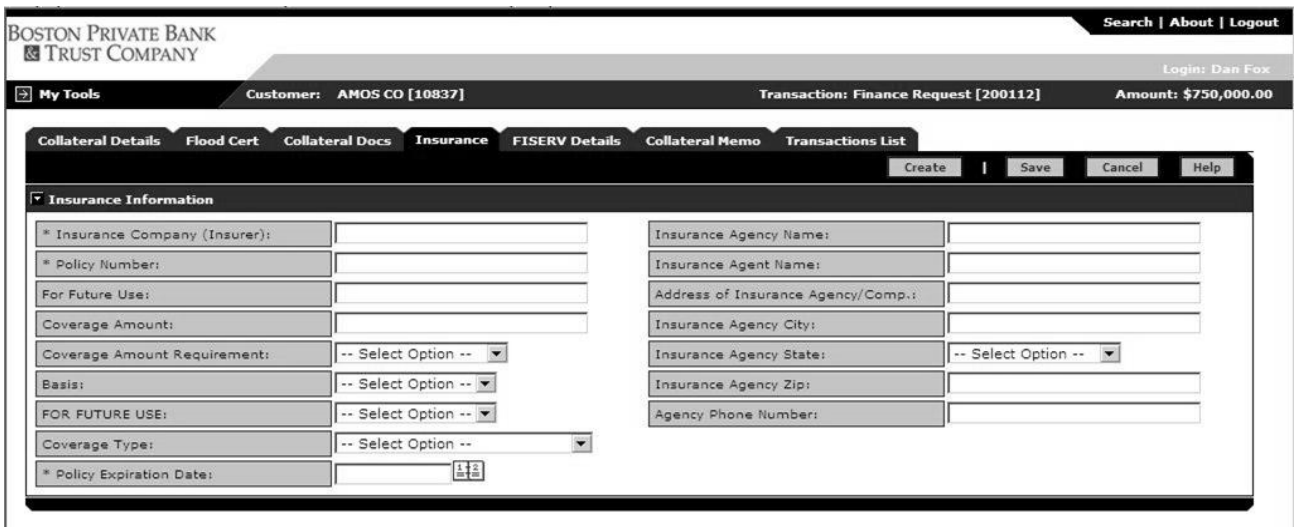 Search | About | Logout
BOSTON PRIVATE BANK
& TRUST COMPANY
Login: Dan Fox
My Tools Customer: AMOS CO [10837] Transaction: Finance Request [200112] Amount: $750,000.00
Collateral Details Flood Cert Collateral Docs Insurance FISERV Details Collateral Memo Transactions List
Create | Save Cancel Help
Insurance Information
* Insurance Company (Insurer): Insurance Agency Name:
* Policy Number: Insurance Agent Name:
For Future Use: Address of Insurance Agency/Comp.:
Coverage Amount: Insurance Agency City:
Coverage Amount Requirement: -- Select Option -- Insurance Agency State: -- Select Option --
Basis: -- Select Option -- Insurance Agency Zip:
FOR FUTURE USE: -- Select Option -- Agency Phone Number:
Coverage Type: -- Select Option --
* Policy Expiration Date: